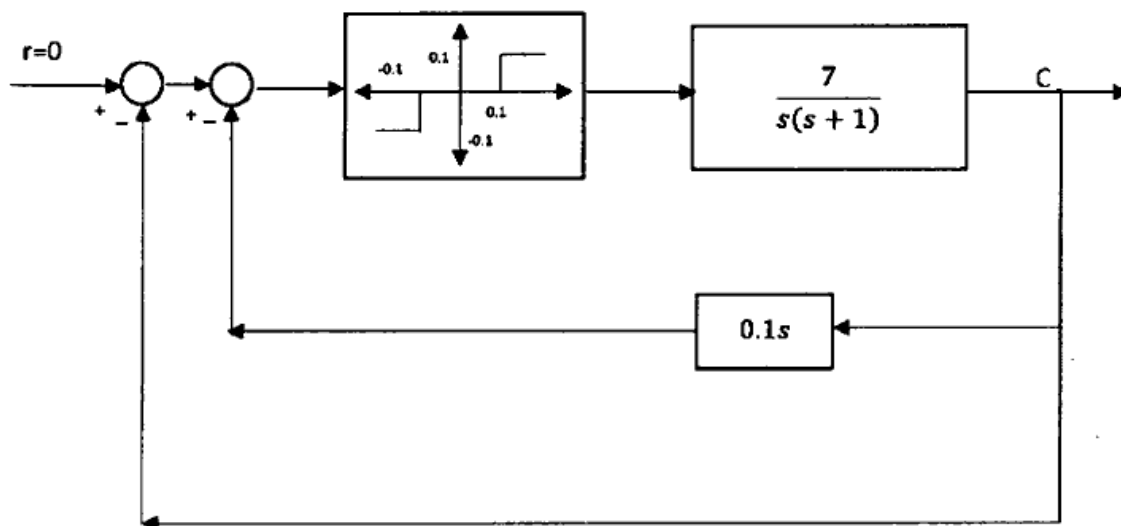 r=0
+
−
+
−
-0.1
0.1
0.1
-0.1
7
s(s + 1)
C
0.1s